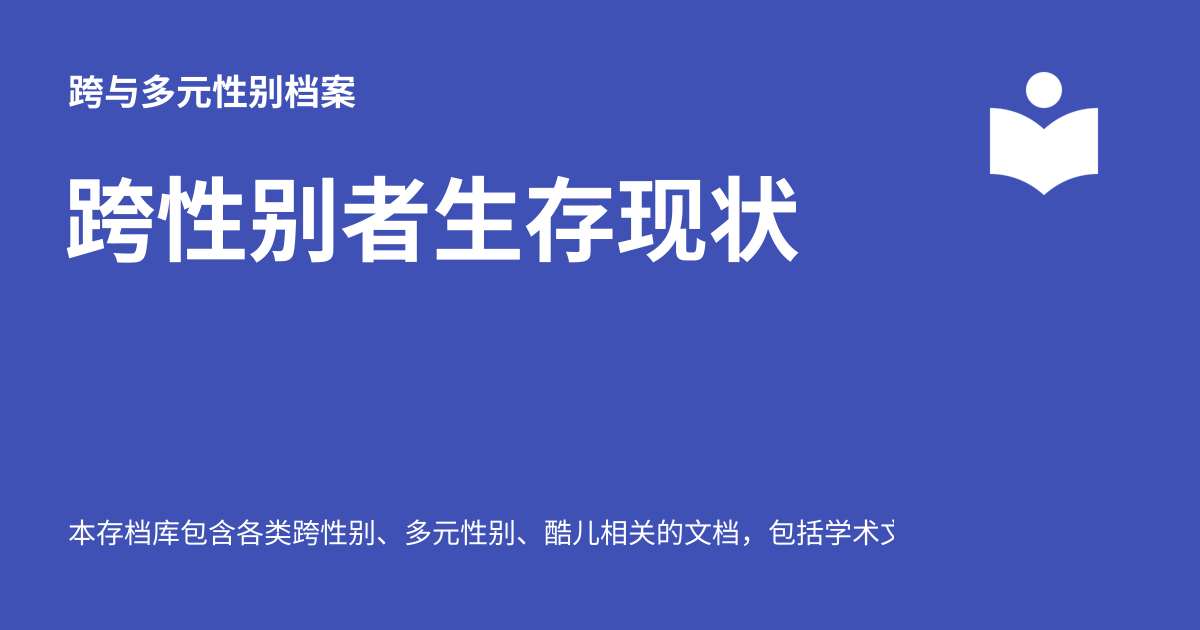 跨与多元性别档案
跨性别者生存现状
本存档库包含各类跨性别、多元性别、酷儿相关的文档，包括学术